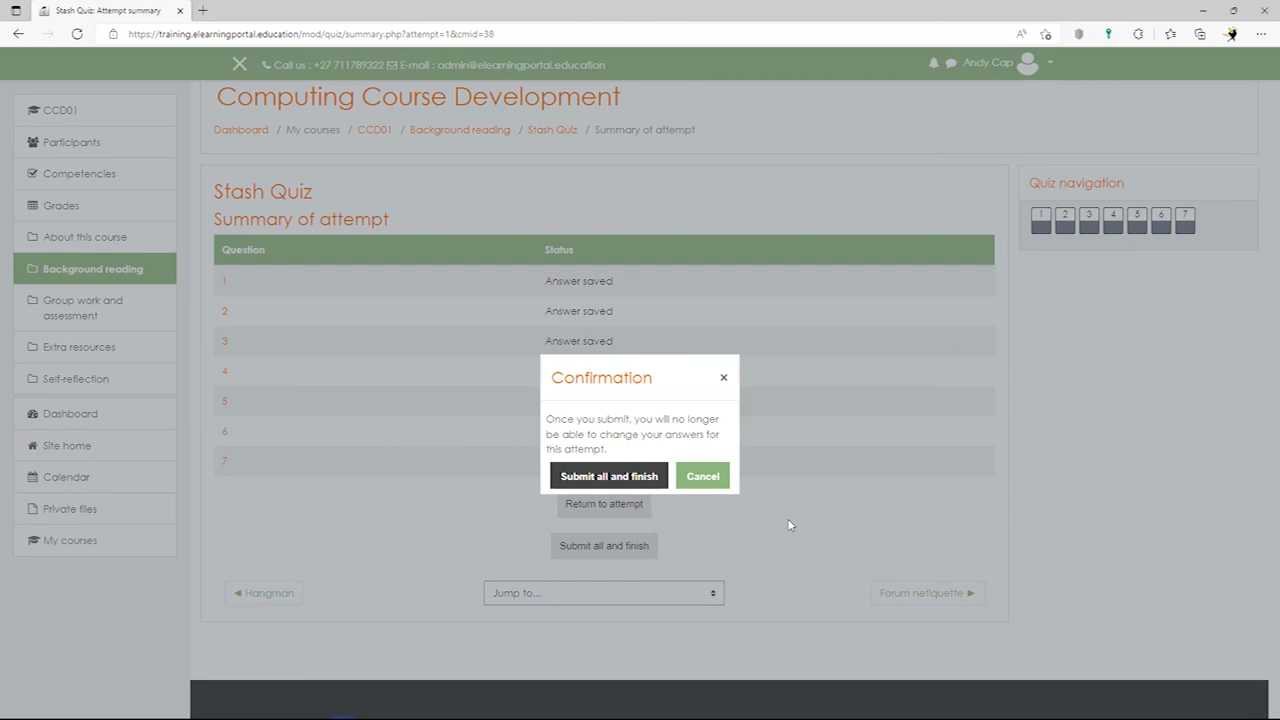 Stash Quiz: Attempt summary
https://training.elearningportal.education/mod/quiz/summary.php?attempt=1&cmid=38
Call us : +27 711789322 E-mail : admin@elearningportal.education
Andy Cap
Computing Course Development
Dashboard / My courses / CCD01 / Background reading / Stash Quiz / Summary of attempt
CCD01
Participants
Competencies
Grades
About this course
Background reading
Group work and
assessment
Extra resources
Self-reflection
Dashboard
Site home
Calendar
Private files
My courses
Stash Quiz
Summary of attempt
Question Status
1 Answer saved
2 Answer saved
3 Answer saved
4
5
6
7
Confirmation
Once you submit, you will no longer
be able to change your answers for
this attempt.
Submit all and finish Cancel
Return to attempt
Submit all and finish
◄ Hangman
Jump to...
Forum netiquette ►
Quiz navigation
1 2 3 4 5 6 7